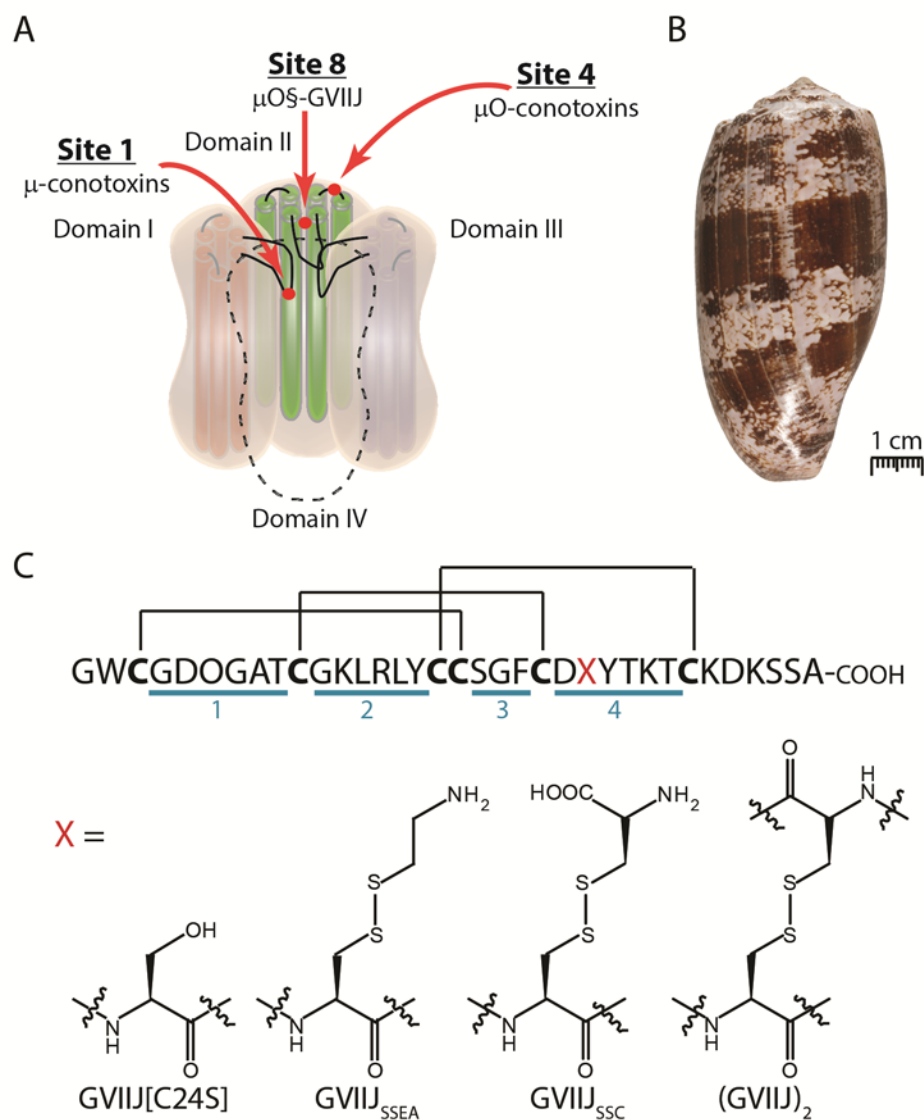 A
B
Site 8
μO§-GVIIJ
Site 4
μO-conotoxins
Domain II
Site 1
μ-conotoxins
Domain I
Domain III
1 cm
Domain IV
C
GWCGDOGATCGKLRLYCCSGFCDXYTKTCKDKSSA-COOH
1 2 3 4
X =
NH2
HOOC NH2
O
H
N
S
S
S
S
S
S
OH
N
H
O
N
H
O
N
H
O
N
H
O
GVIIJ[C24S] GVIIJSSEA GVIIJSSC (GVIIJ)2